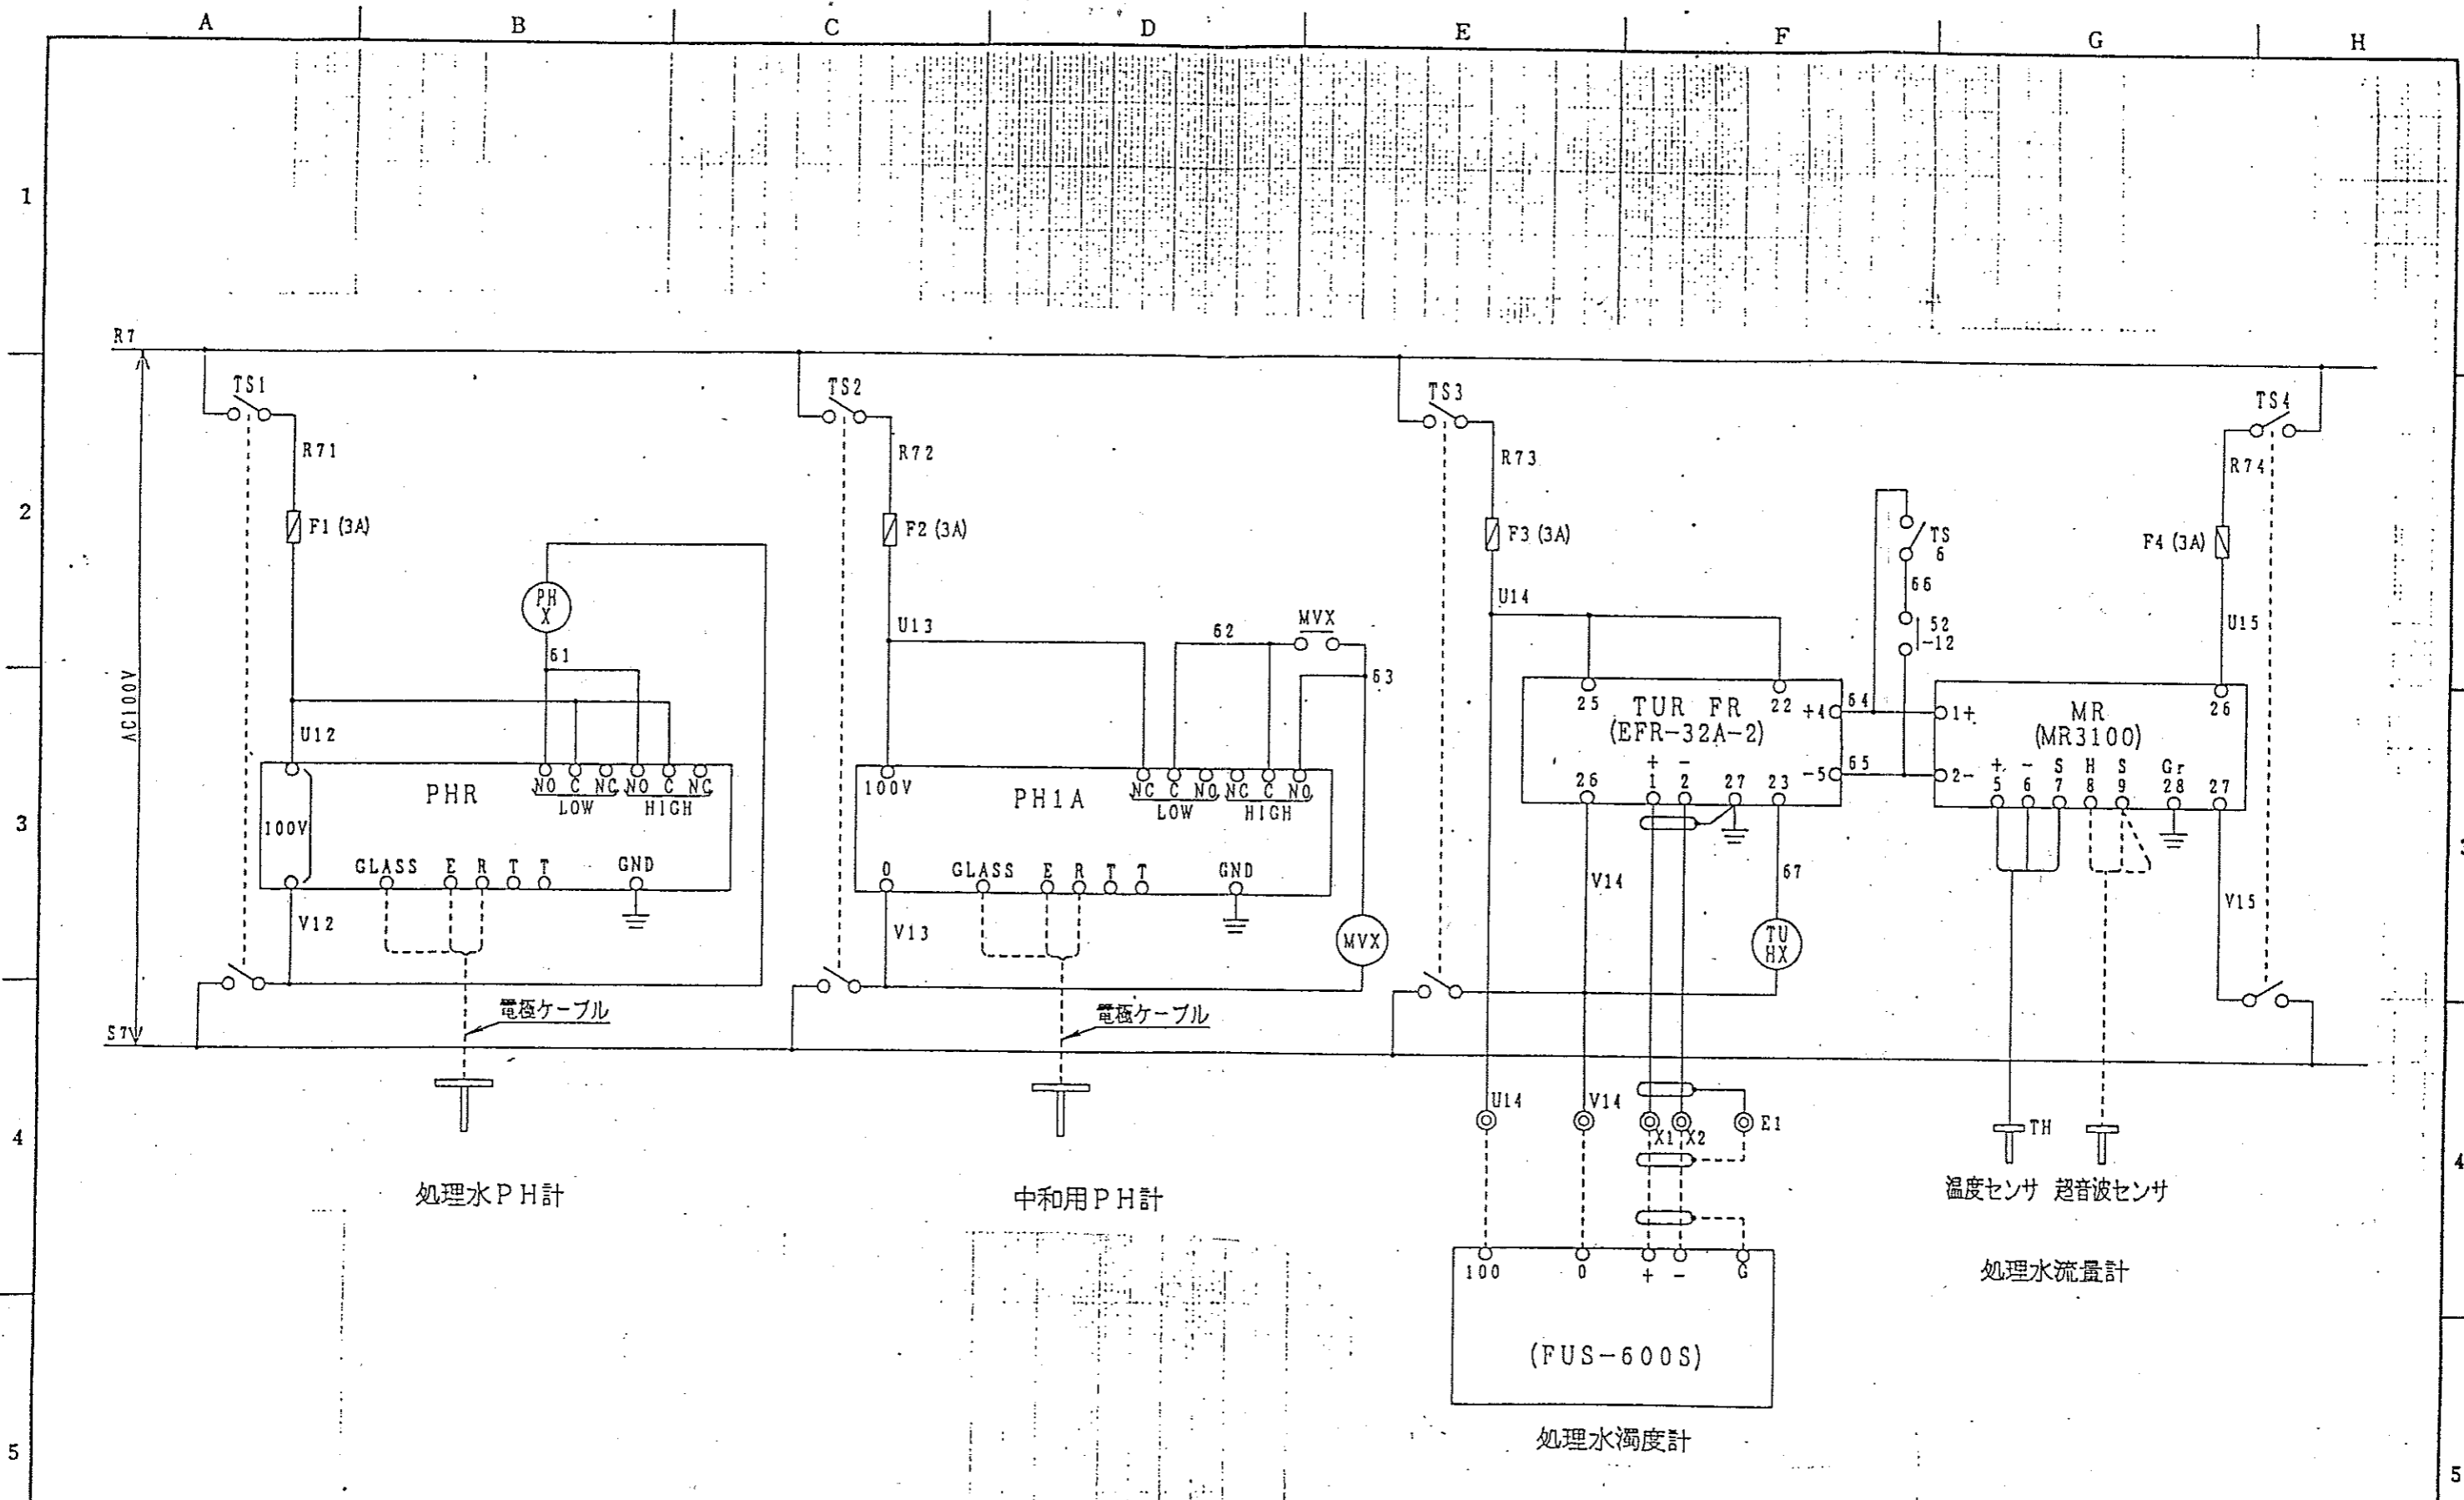 A B C D E F G H
1
R7
TS1 TS2 TS3 TS4
R71 R72 R73 R74
2
F1 (3A) F2 (3A) F3 (3A) TS 6 F4 (3A)
PH X
66
U14
61 U13 62 MVX 52 -12 U15
63
AC100V
U12
25 TUR FR 22 +4 64 1+ MR 26
(EFR-32A-2) (MR3100)
26 + 1 - 2 27 23 -5 65 2- + 5 - 6 S 7 H 8 S 9 Gr 28 27
PHR NO C NC NO C NC
LOW HIGH
100V
PH1A NC C NO NC C NO
LOW HIGH
100V
3
GLASS E R T T GND
0 GLASS E R T T GND
V12 V13 MVX V14 67 V15
TU HX
電極ケーブル 電極ケーブル
S7
U14 V14 X1 X2 E1 TH
4 4
処理水PH計 中和用PH計 温度センサ 超音波センサ
100 0 + - G
処理水流量計
(FUS-600S)
処理水濁度計
5 5